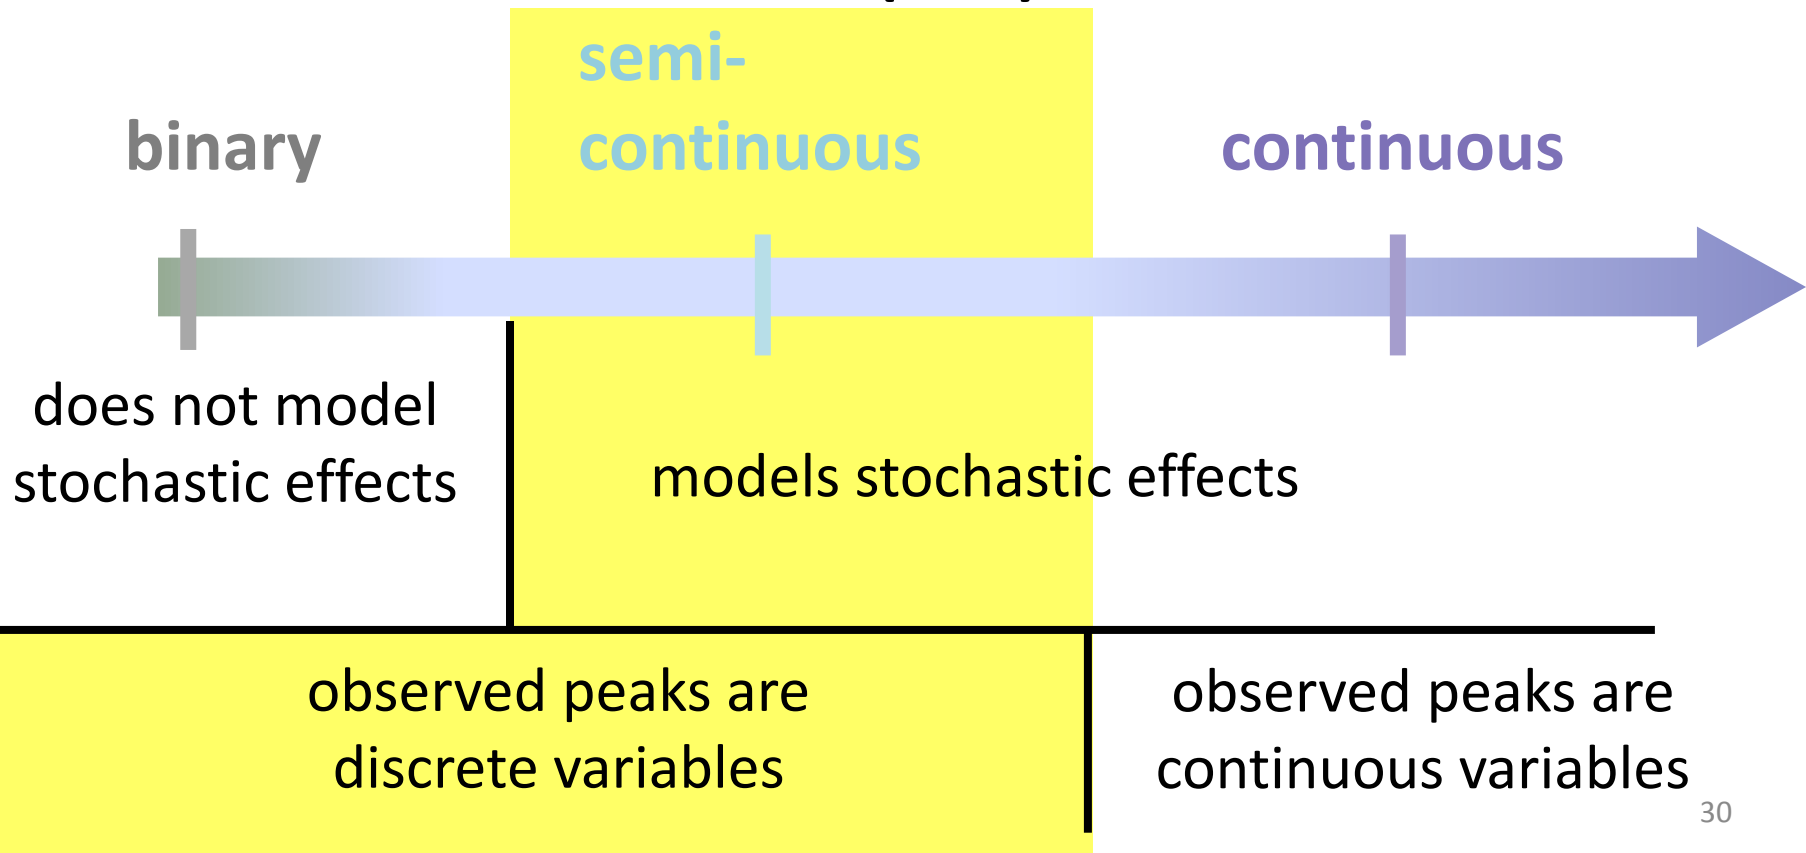 semi-
binary continuous continuous
does not model
stochastic effects
models stochastic effects
observed peaks are
discrete variables
observed peaks are
continuous variables
30